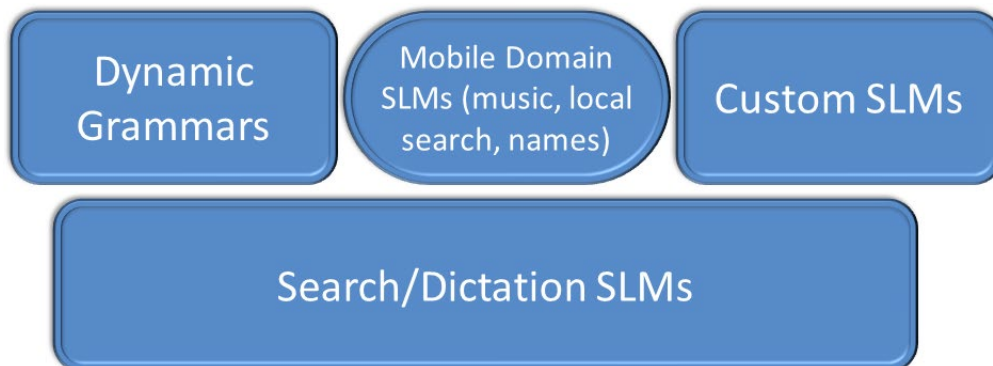 Dynamic
Grammars
Mobile Domain
SLMs (music, local
search, names)
Custom SLMs
Search/Dictation SLMs